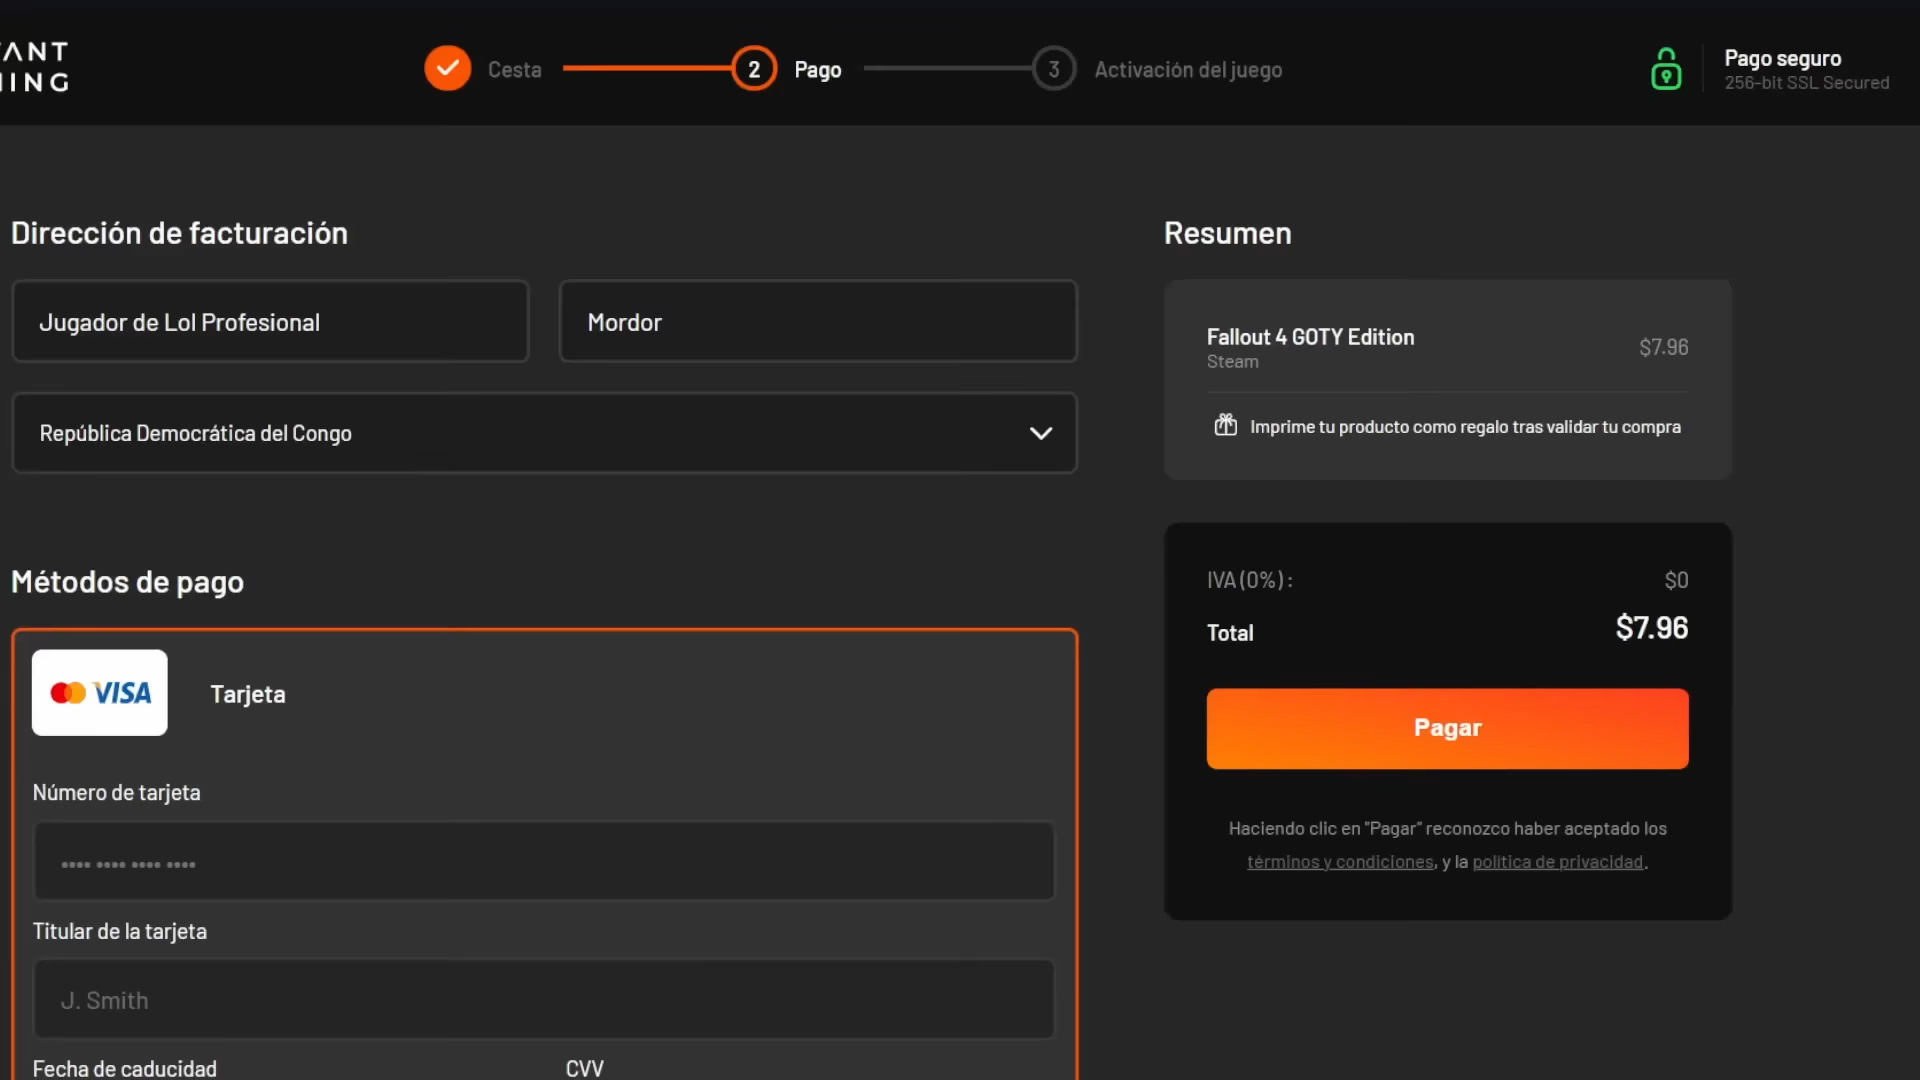 ANT
ING
Cesta
2
Pago
3
Activación del juego
Pago seguro
256-bit SSL Secured
Dirección de facturación
Jugador de Lol Profesional
Mordor
República Democrática del Congo
Métodos de pago
VISA
Tarjeta
Número de tarjeta
•••• •••• •••• ••••
Titular de la tarjeta
J. Smith
Fecha de caducidad
CVV
Resumen
Fallout 4 GOTY Edition
Steam
$7.96
Imprime tu producto como regalo tras validar tu compra
IVA (0%) :
$0
Total
$7.96
Pagar
Haciendo clic en "Pagar" reconozco haber aceptado los
términos y condiciones, y la política de privacidad.